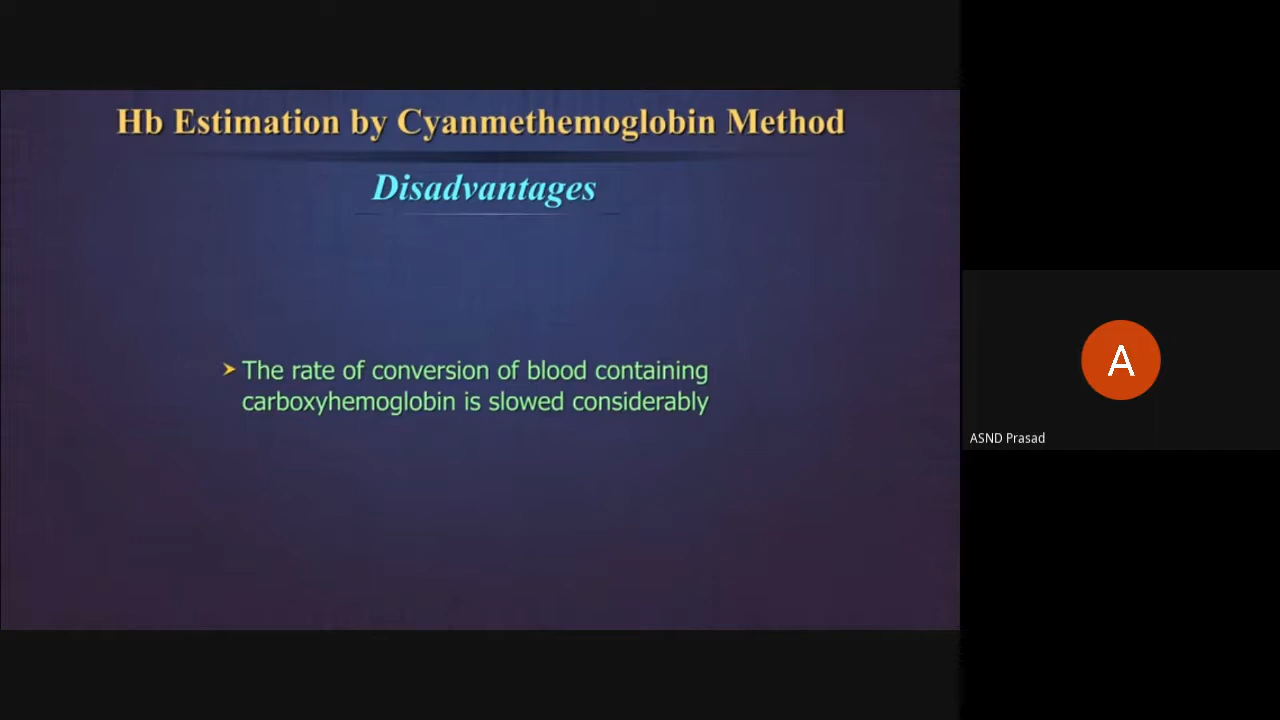 Hb Estimation by Cyanmethemoglobin Method
Disadvantages
➤ The rate of conversion of blood containing
carboxyhemoglobin is slowed considerably
A
ASND Prasad